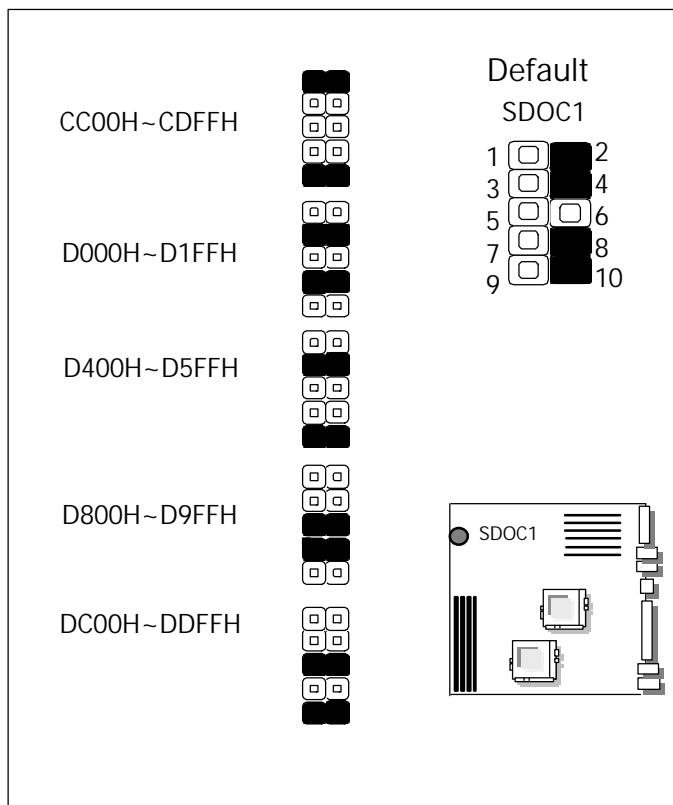 CC00H~CDFFH
D000H~D1FFH
D400H~D5FFH
D800H~D9FFH
DC00H~DDFFH
Default
SDOC1
1 2
3 4
5 6
7 8
9 10
SDOC1